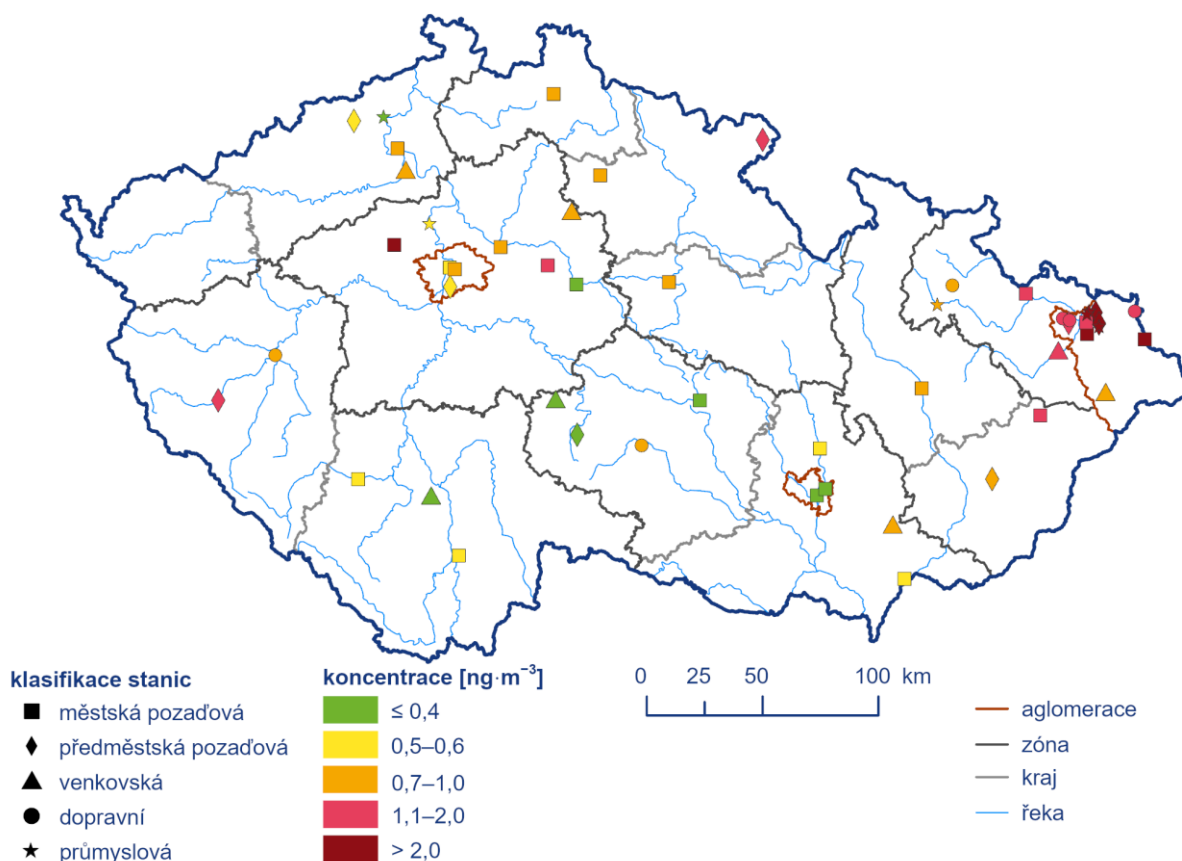 klasifikace stanic
městská pozaďová
předměstská pozaďová
venkovská
dopravní
průmyslová
koncentrace [ng·m⁻³]
≤ 0,4
0,5–0,6
0,7–1,0
1,1–2,0
> 2,0
0 25 50 100 km
aglomerace
zóna
kraj
řeka